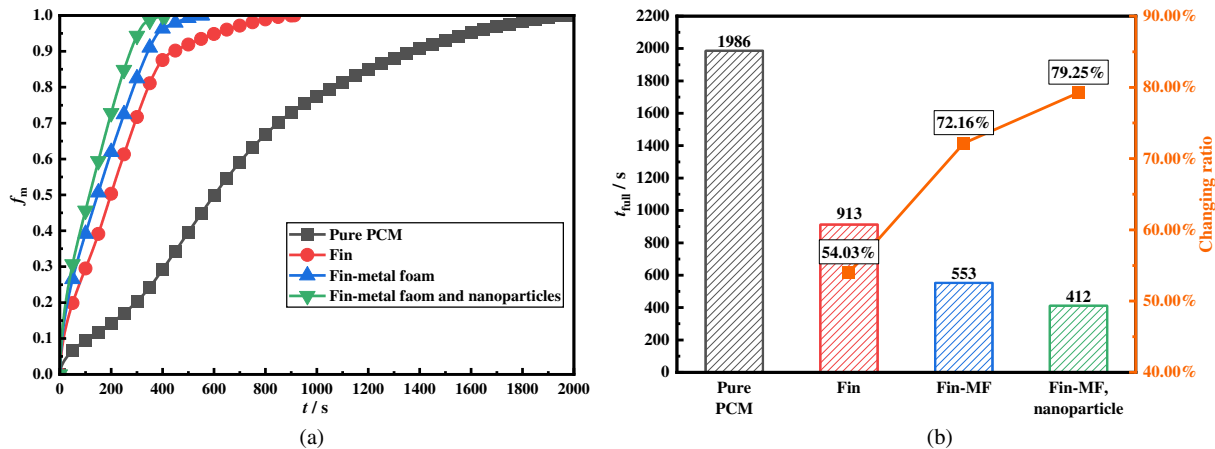 1.0
0.9
0.8
0.7
0.6
0.5
0.4
0.3
0.2
0.1
0.0
f_m
Pure PCM
Fin
Fin-metal foam
Fin-metal faom and nanoparticles
0 200 400 600 800 1000 1200 1400 1600 1800 2000
t / s
(a)
2200
2000
1800
1600
1400
1200
1000
800
600
400
200
0
t_full / s
1986
913
553
412
54.03%
72.16%
79.25%
Pure PCM
Fin
Fin-MF
Fin-MF, nanoparticle
90.00%
80.00%
70.00%
60.00%
50.00%
40.00%
Changing ratio
(b)